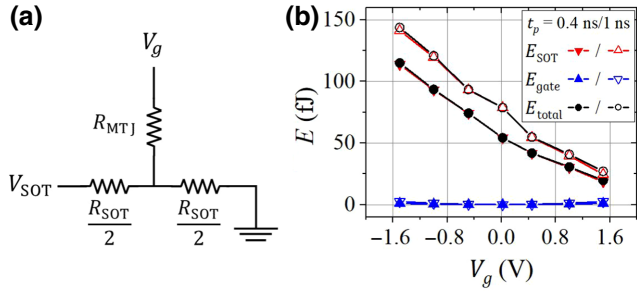 (a)
V_g
R_MTJ
V_SOT
R_SOT
2
R_SOT
2
(b)
t_p = 0.4 ns/1 ns
E_SOT /
E_gate /
E_total /
E (fJ)
150
100
50
0
−1.6 −0.8 0.0 0.8 1.6
V_g (V)